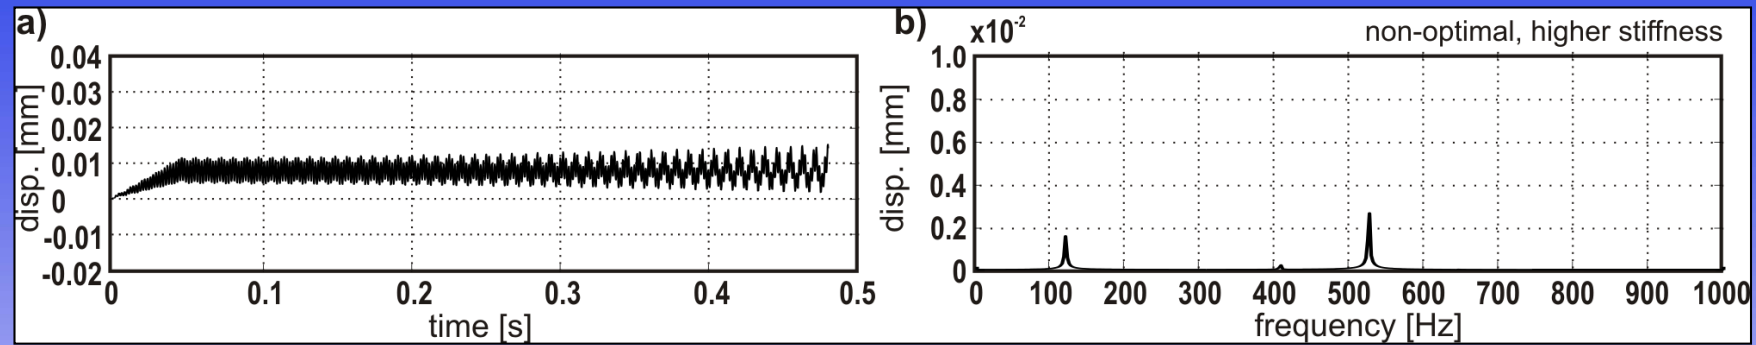 a)
0.04
0.03
0.02
0.01
0
-0.01
-0.02
disp. [mm]
0 0.1 0.2 0.3 0.4 0.5
time [s]
b)
x10-2
non-optimal, higher stiffness
1.0
0.8
0.6
0.4
0.2
0
disp. [mm]
0 100 200 300 400 500 600 700 800 900 1000
frequency [Hz]